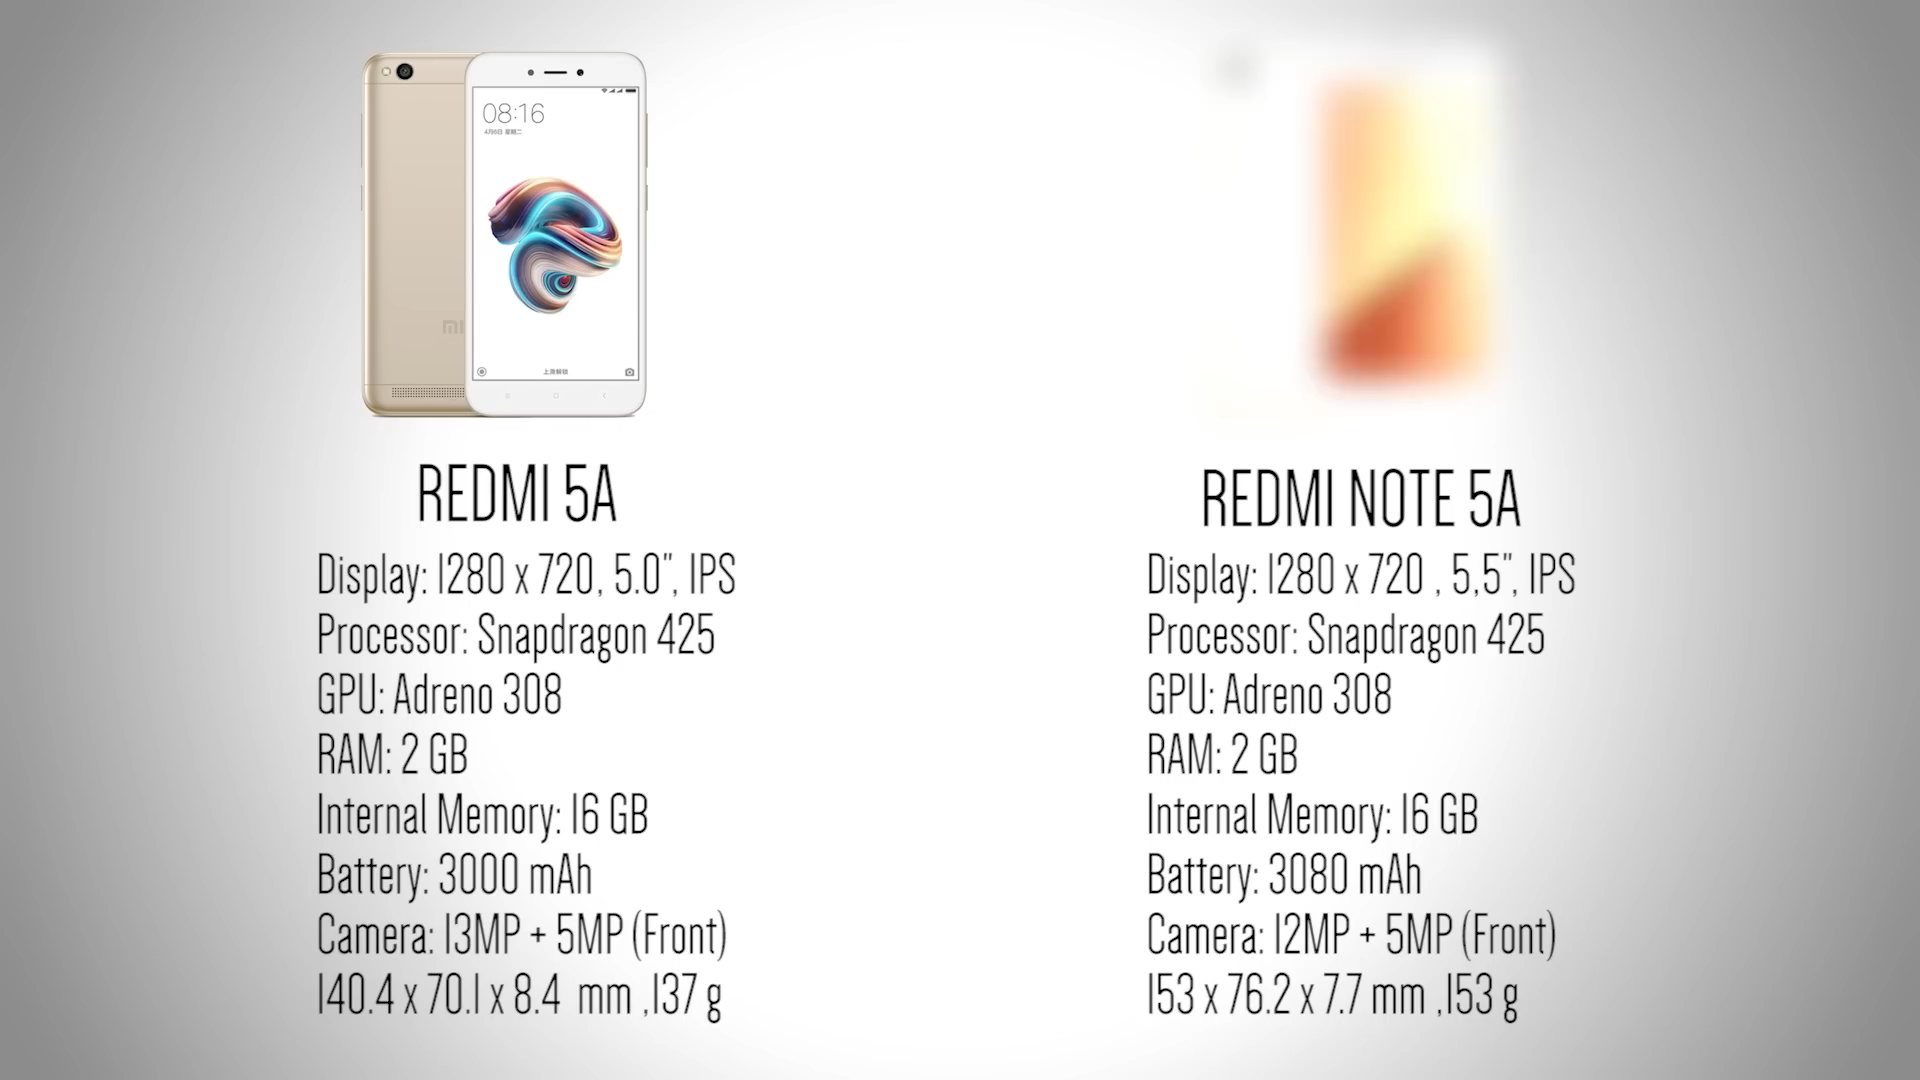 08:16
mi
REDMI 5A
Display: 1280 x 720, 5.0", IPS
Processor: Snapdragon 425
GPU: Adreno 308
RAM: 2 GB
Internal Memory: 16 GB
Battery: 3000 mAh
Camera: 13MP + 5MP (Front)
140.4 x 70.1 x 8.4 mm ,137 g
REDMI NOTE 5A
Display: 1280 x 720 , 5,5", IPS
Processor: Snapdragon 425
GPU: Adreno 308
RAM: 2 GB
Internal Memory: 16 GB
Battery: 3080 mAh
Camera: 12MP + 5MP (Front)
153 x 76.2 x 7.7 mm ,153 g